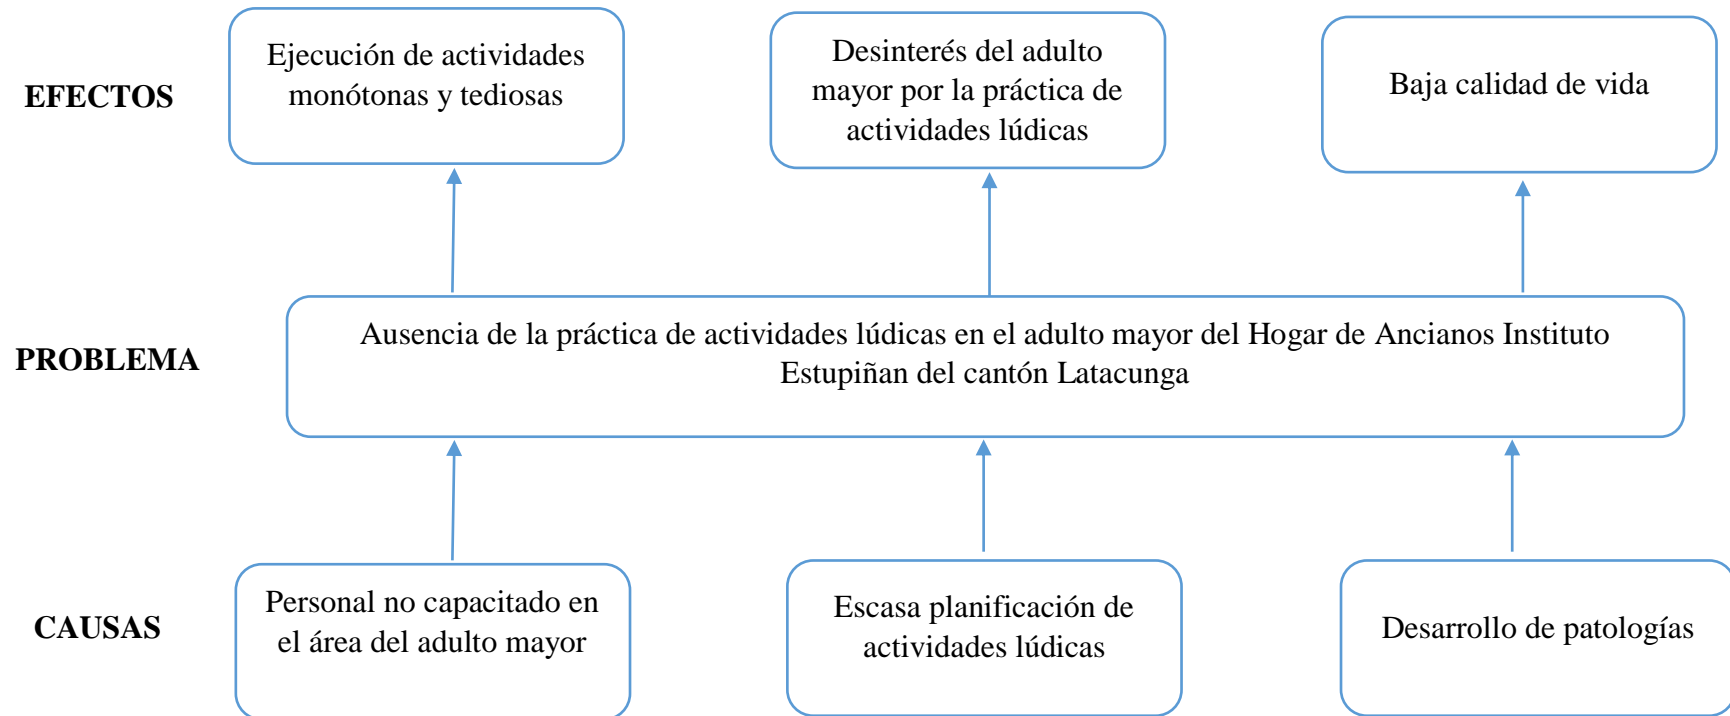 EFECTOS
Ejecución de actividades
monótonas y tediosas
Desinterés del adulto
mayor por la práctica de
actividades lúdicas
Baja calidad de vida
PROBLEMA
Ausencia de la práctica de actividades lúdicas en el adulto mayor del Hogar de Ancianos Instituto
Estupiñan del cantón Latacunga
CAUSAS
Personal no capacitado en
el área del adulto mayor
Escasa planificación de
actividades lúdicas
Desarrollo de patologías